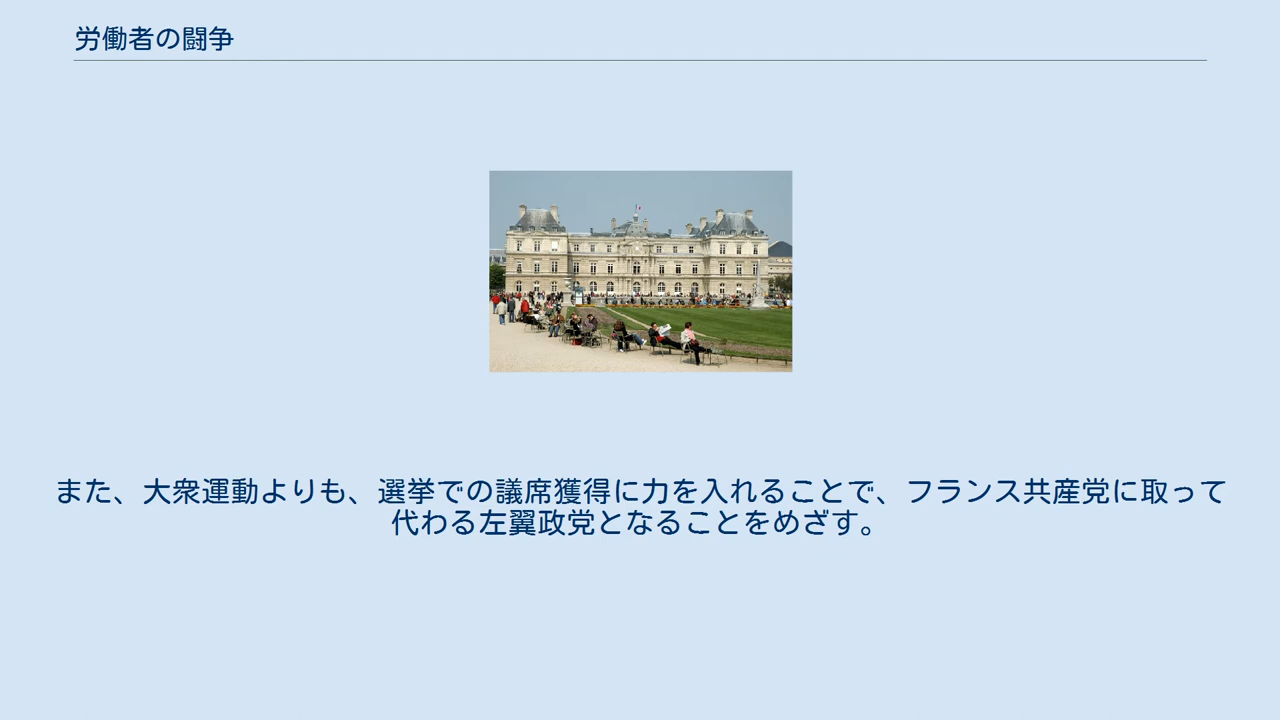 労働者の闘争
また、大衆運動よりも、選挙での議席獲得に力を入れることで、フランス共産党に取って
代わる左翼政党となることをめざす。